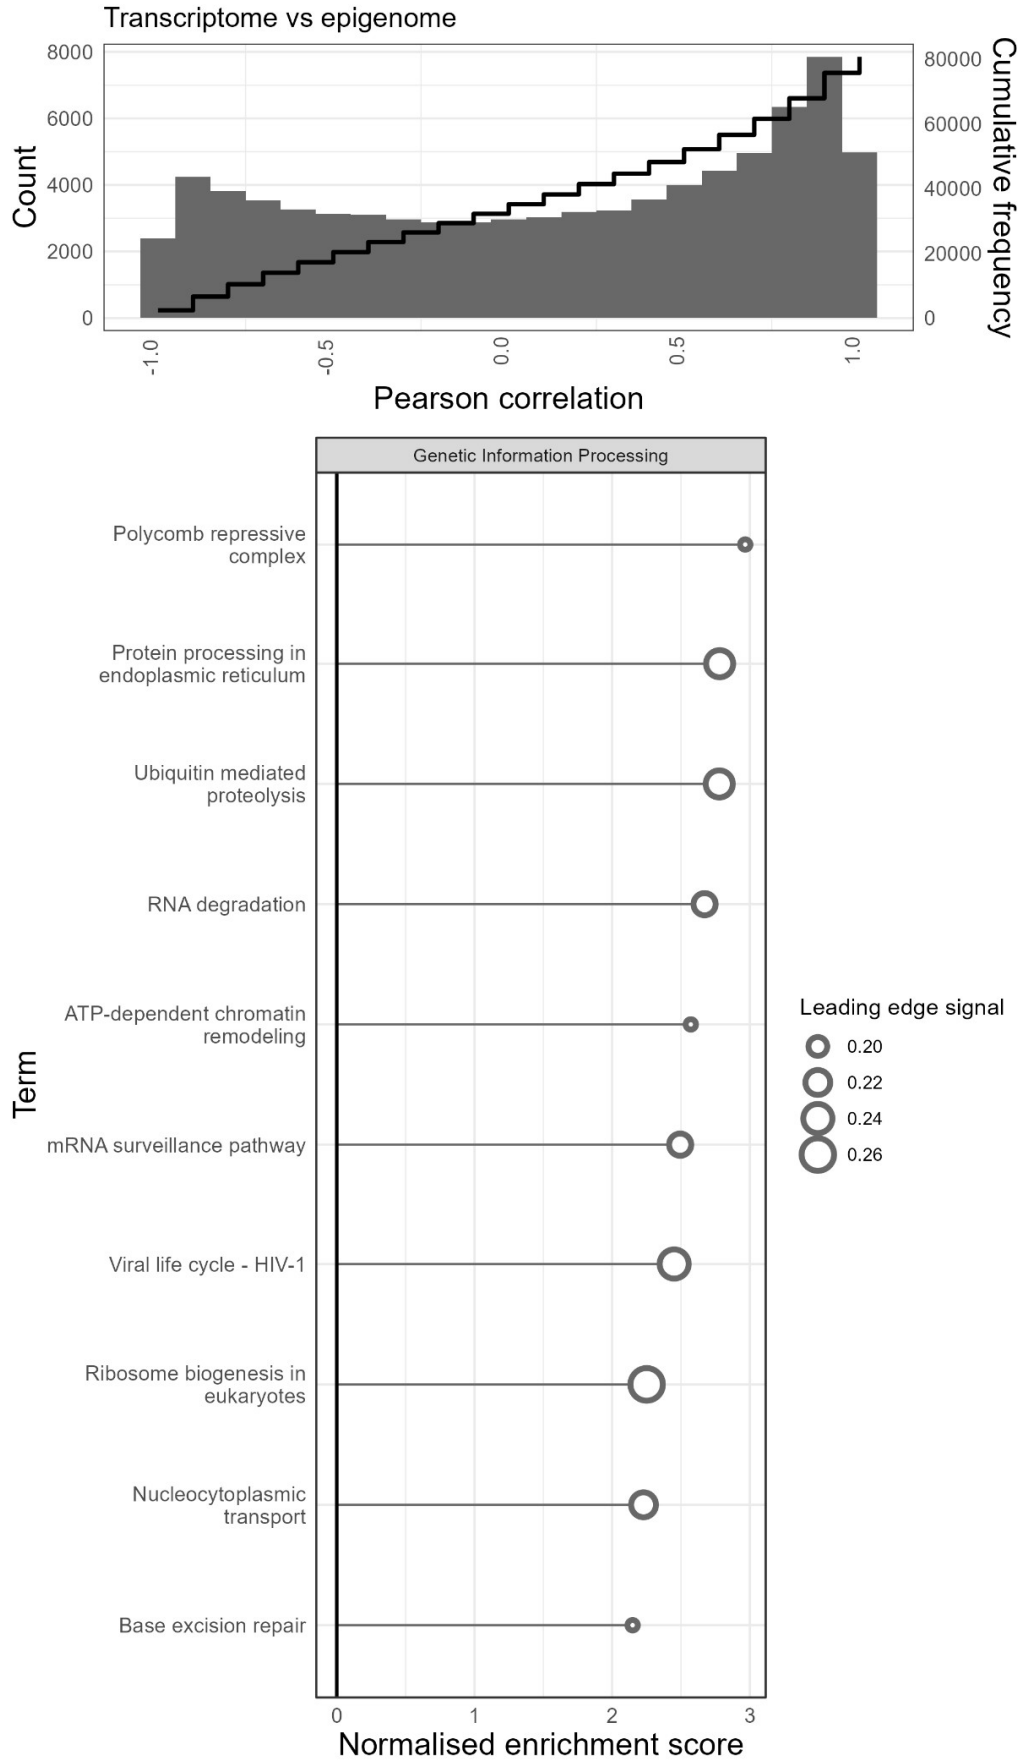 Transcriptome vs epigenome
8000
6000
4000
2000
0
Count
80000
60000
40000
20000
0
Cumulative frequency
-1.0
-0.5
0.0
0.5
1.0
Pearson correlation
Genetic Information Processing
Polycomb repressive
complex
Protein processing in
endoplasmic reticulum
Ubiquitin mediated
proteolysis
RNA degradation
ATP-dependent chromatin
remodeling
mRNA surveillance pathway
Viral life cycle - HIV-1
Ribosome biogenesis in
eukaryotes
Nucleocytoplasmic
transport
Base excision repair
Term
0
1
2
3
Normalised enrichment score
Leading edge signal
0.20
0.22
0.24
0.26